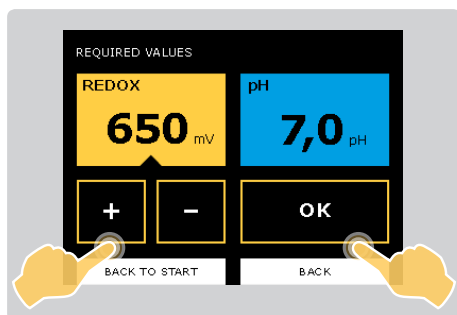 REQUIRED VALUES
REDOX pH
650 mV 7,0 pH
+ - OK
BACK TO START BACK